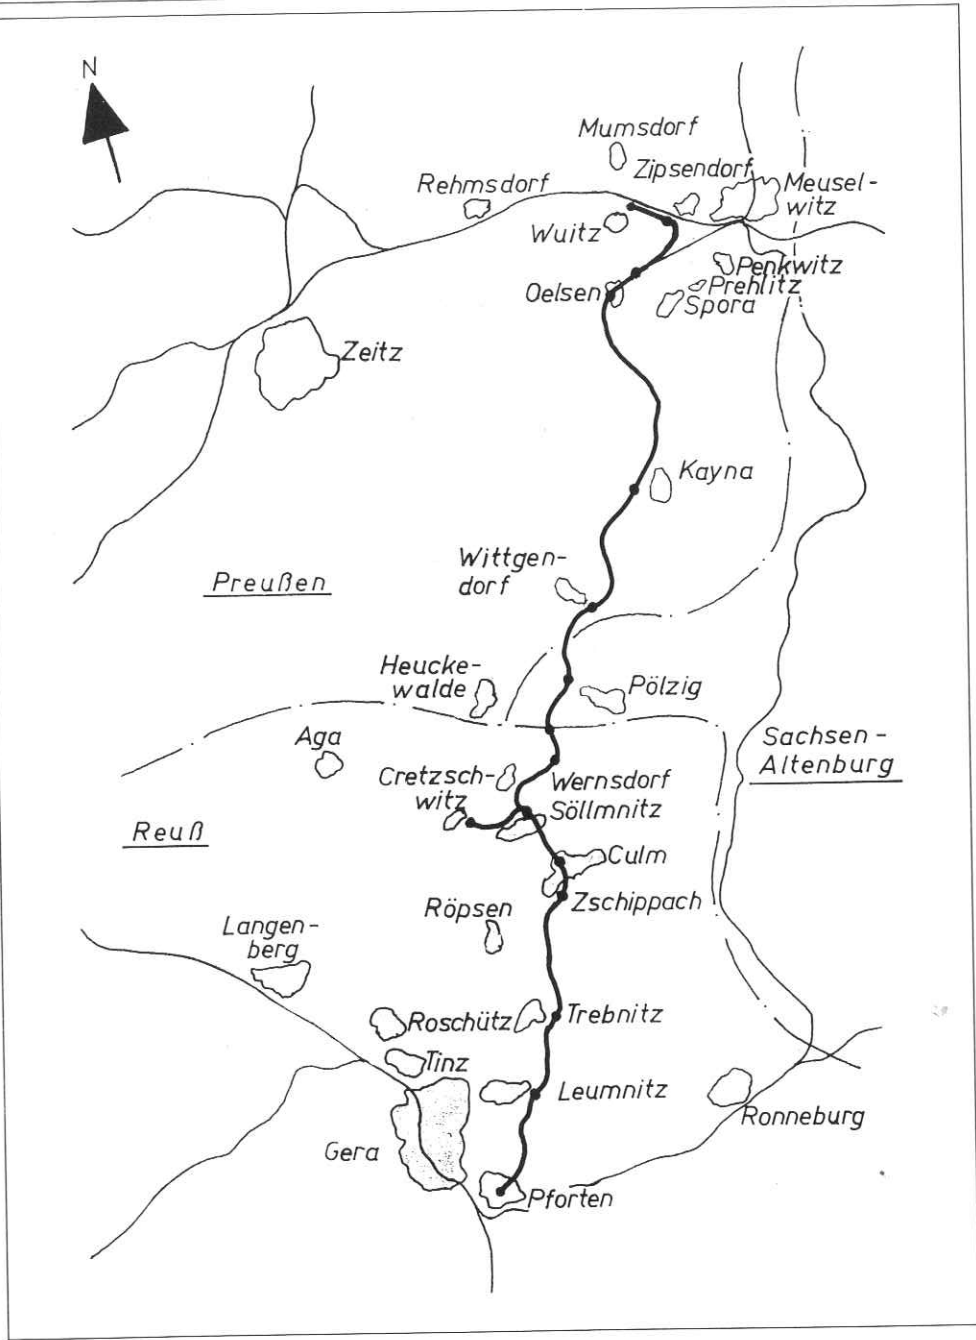 N
Mumsdorf
Zipsendorf
Rehmsdorf
Meusel-
witz
Wuitz
Penkwitz
Prehlitz
Oelsen
Spora
Zeitz
Kayna
Wittgen-
dorf
Preußen
Heucke-
walde
Pölzig
Aga
Sachsen-
Altenburg
Cretzsch-
witz
Wernsdorf
Söllmnitz
Reuß
Culm
Zschippach
Röpsen
Langen-
berg
Roschütz
Trebnitz
Tinz
Leumnitz
Ronneburg
Gera
Pforten